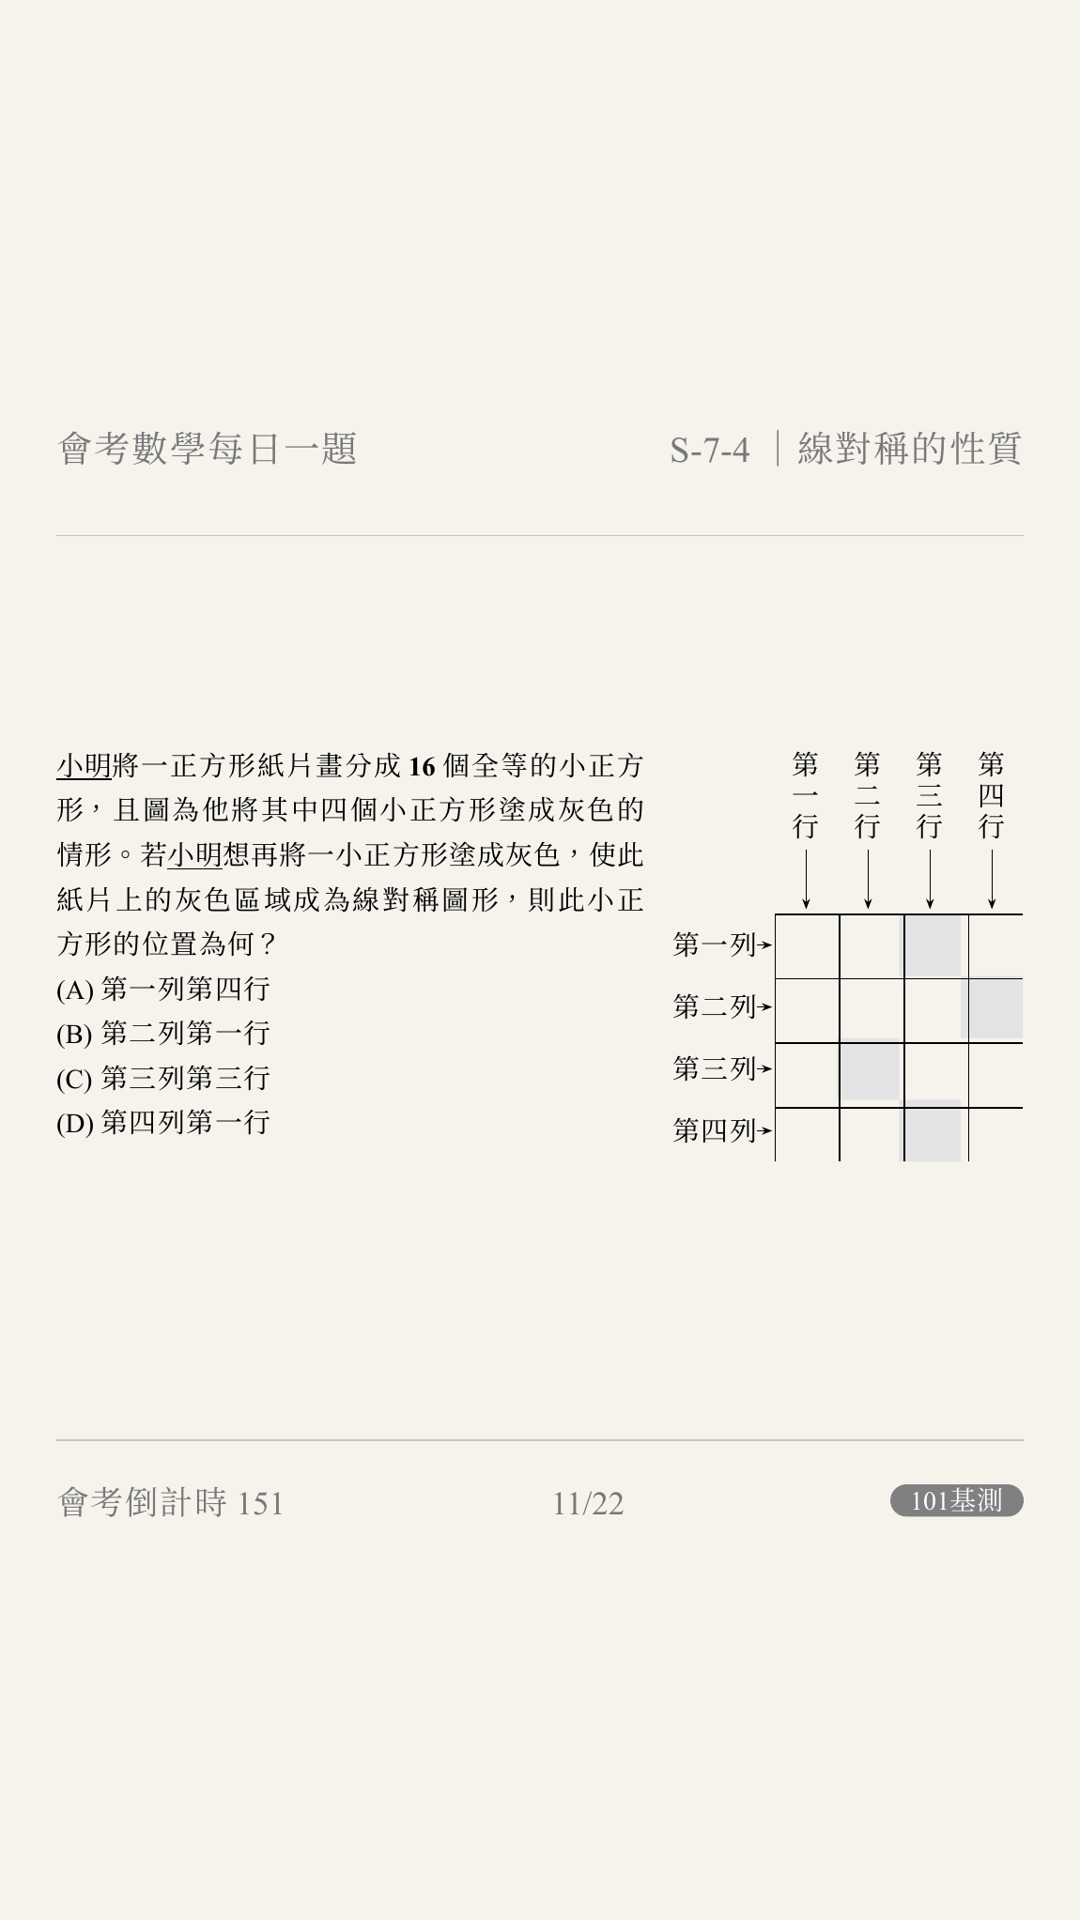 會考數學每日一題
S-7-4｜線對稱的性質
小明將一正方形紙片畫分成 16 個全等的小正方
形，且圖為他將其中四個小正方形塗成灰色的
情形。若小明想再將一小正方形塗成灰色，使此
紙片上的灰色區域成為線對稱圖形，則此小正
方形的位置為何？
(A) 第一列第四行
(B) 第二列第一行
(C) 第三列第三行
(D) 第四列第一行
第一行
第二行
第三行
第四行
第一列
第二列
第三列
第四列
會考倒計時 151
11/22
101基測